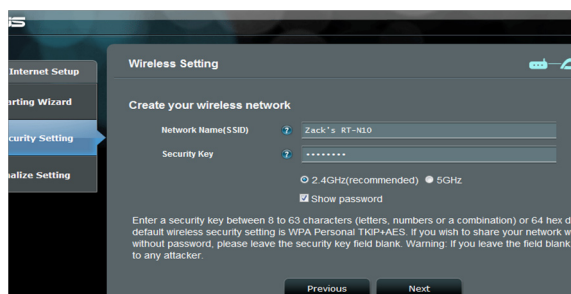 Wireless Setting
Internet Setup
Create your wireless network
Network Name(SSID) ? Zack's RT-N10
Setting
Security Key ? ••••••••
2.4GHz(recommended) 5GHz
Setting
Show password
Enter a security key between 8 to 63 characters (letters, numbers or a combination) or 64 hex
default wireless security setting is WPA Personal TKIP+AES. If you wish to share your network
without password, please leave the security key field blank. Warning: If you leave the field blank
to any attacker.
Previous Next